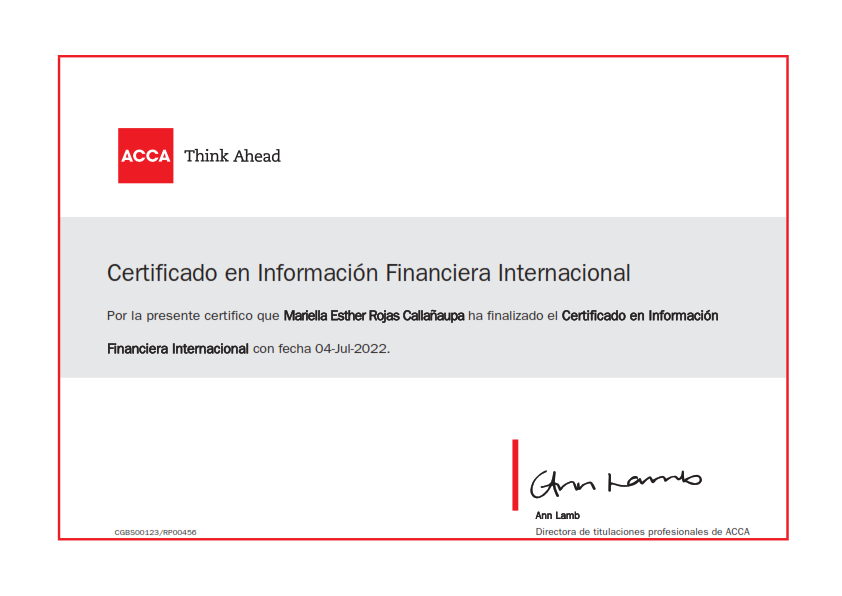 ACCA Think Ahead
Certificado en Información Financiera Internacional
Por la presente certifico que Mariella Esther Rojas Callañaupa ha finalizado el Certificado en Información
Financiera Internacional con fecha 04-Jul-2022.
Ann Lamb
Ann Lamb
Directora de titulaciones profesionales de ACCA
CGBS00123/RP00456